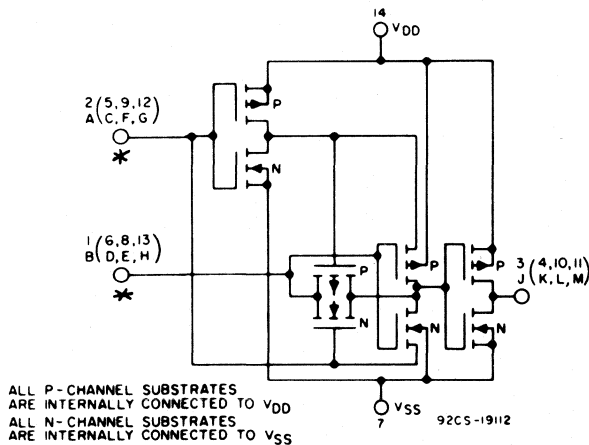 14
VDD
2 (5,9,12)
A (C,F,G)
*
P
N
1 (6,8,13)
B (D,E,H)
*
P
N
P
N
P
N
3 (4,10,11)
J (K,L,M)
ALL P-CHANNEL SUBSTRATES
ARE INTERNALLY CONNECTED TO VDD
ALL N-CHANNEL SUBSTRATES
ARE INTERNALLY CONNECTED TO VSS
VSS
7
92CS-19112